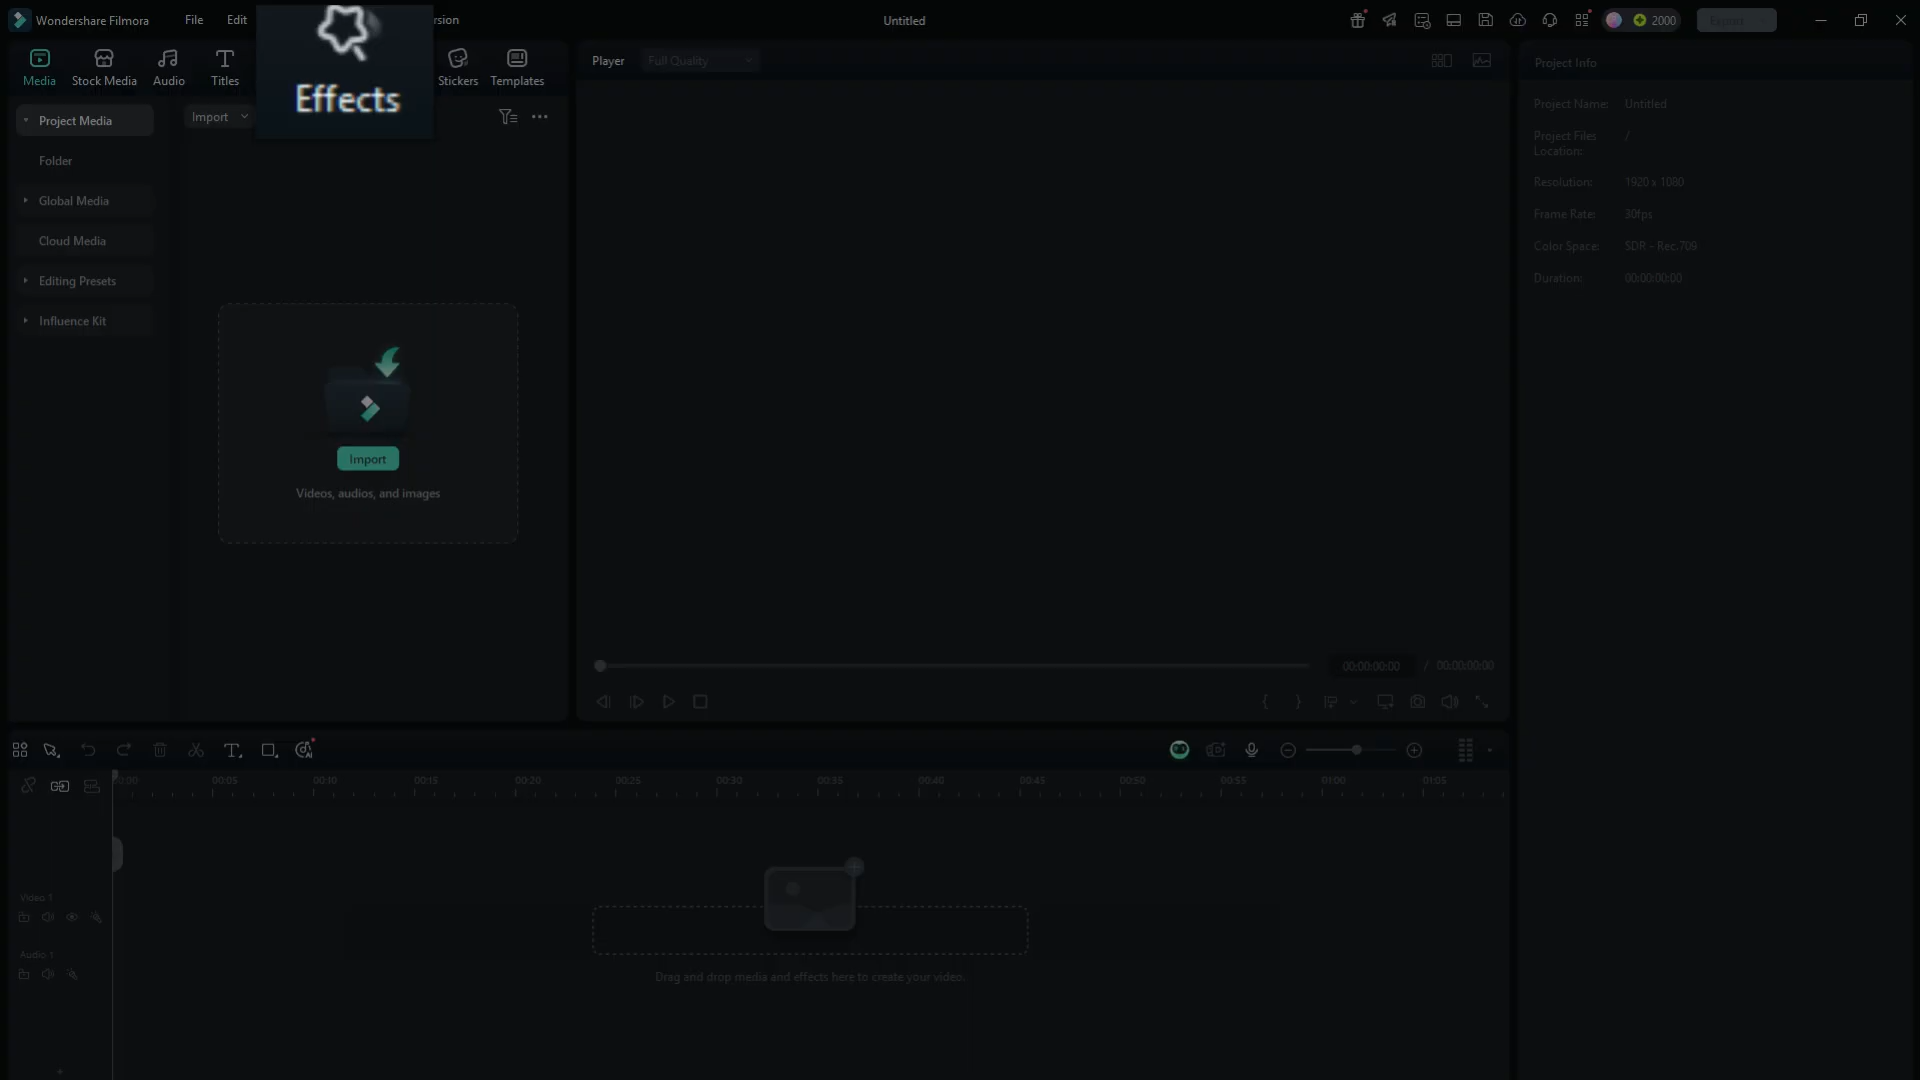 Wondershare Filmora
File
Edit
rsion
Untitled
2000
Export
Media
Stock Media
Audio
Titles
Effects
Stickers
Templates
Player
Full Quality
Project Info
Project Media
Import
Folder
Global Media
Cloud Media
Editing Presets
Influence Kit
Import
Videos, audios, and images
Project Name: Untitled
Project Files Location: /
Resolution: 1920 x 1080
Frame Rate: 30fps
Color Space: SDR - Rec.709
Duration: 00:00:00:00
00:00:00:00 / 00:00:00:00
{ }
AI
00:00 00:05 00:10 00:15 00:20 00:25 00:30 00:35 00:40 00:45 00:50 00:55 01:00 01:05
Video 1
Audio 1
Drag and drop media and effects here to create your video.